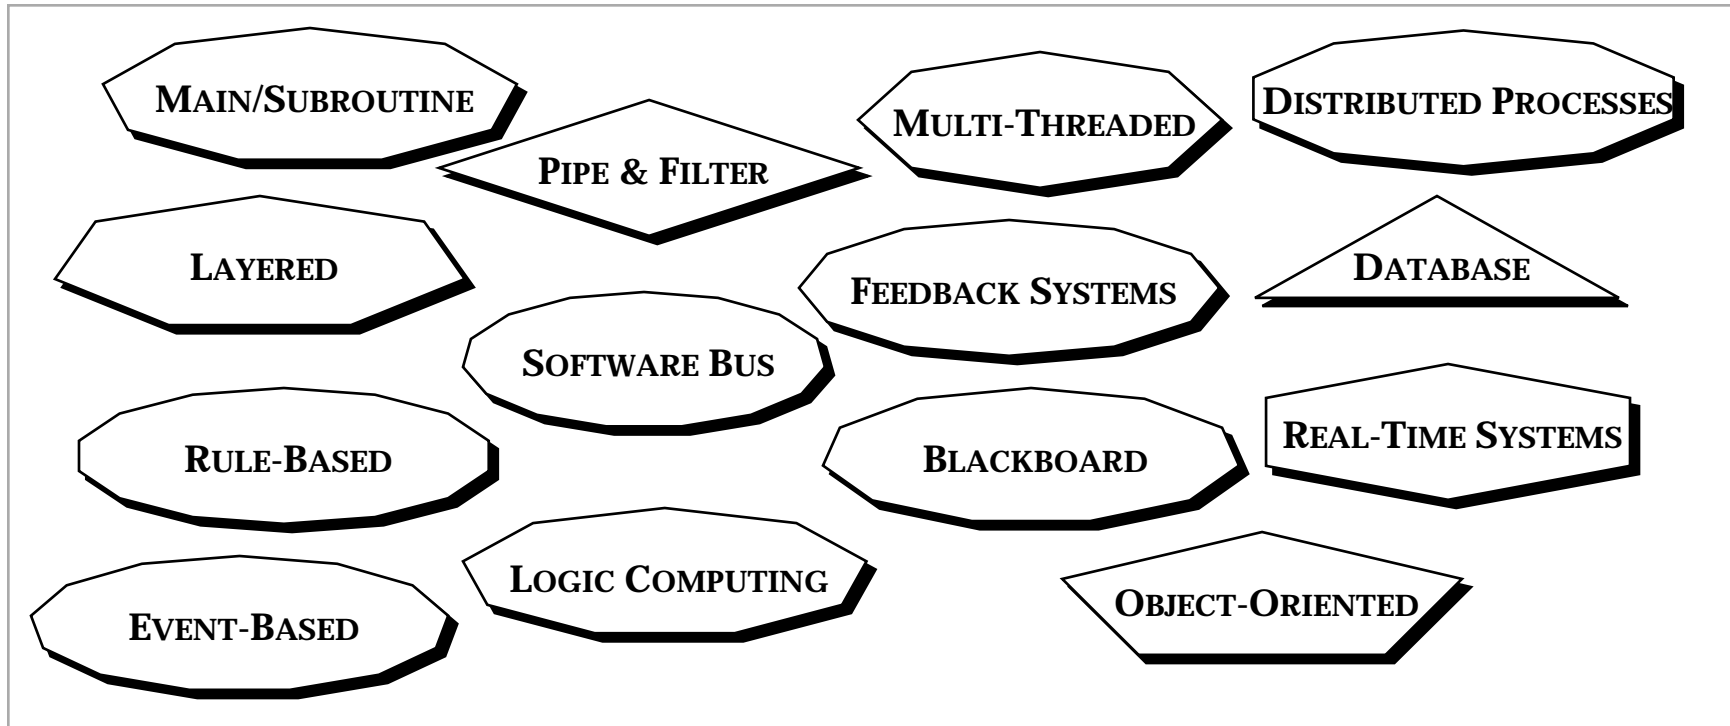 MAIN/SUBROUTINE
PIPE & FILTER
MULTI-THREADED
DISTRIBUTED PROCESSES
LAYERED
FEEDBACK SYSTEMS
DATABASE
SOFTWARE BUS
RULE-BASED
BLACKBOARD
REAL-TIME SYSTEMS
LOGIC COMPUTING
EVENT-BASED
OBJECT-ORIENTED